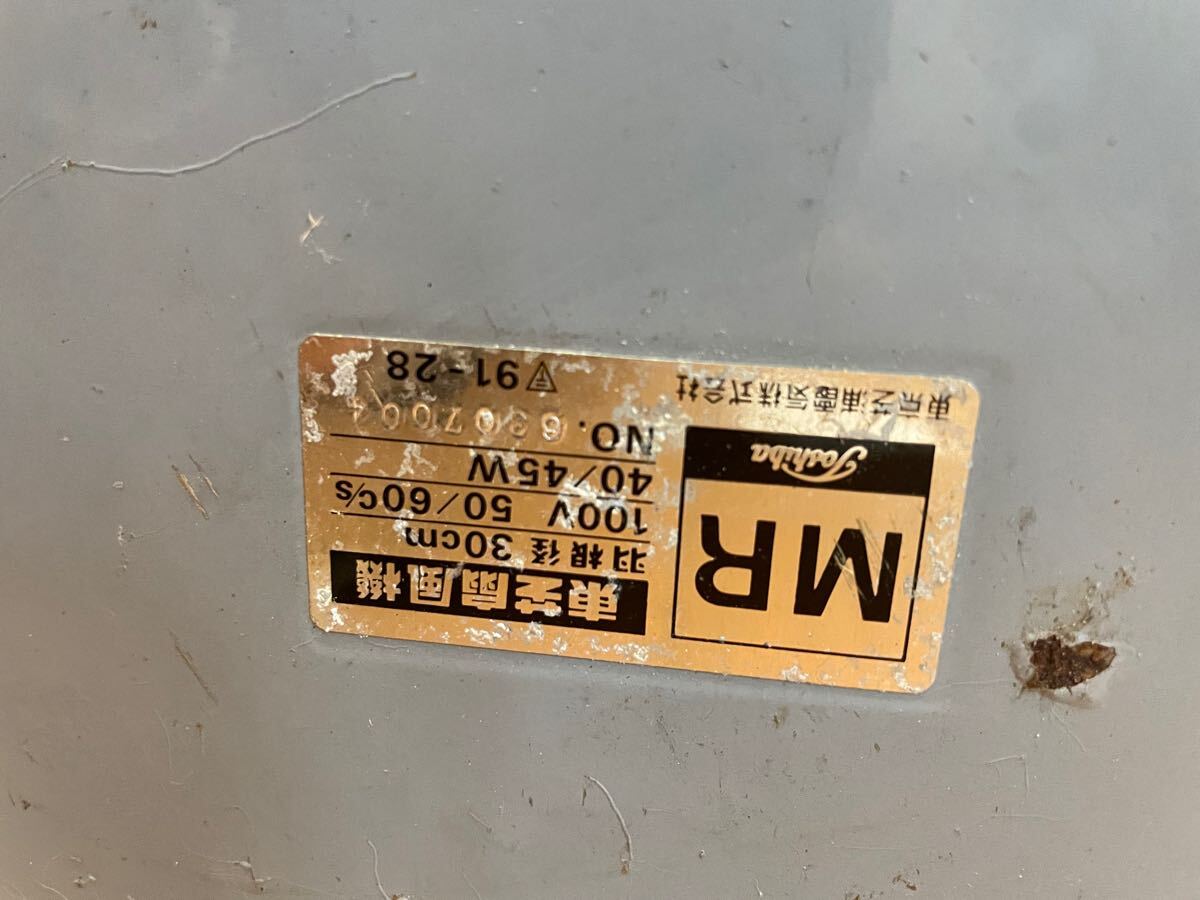 MR
Toshiba
東京芝浦電気株式会社
東芝扇風機
羽根径 30cm
100V 50/60c/s
40/45W
NO. 630700
91-28